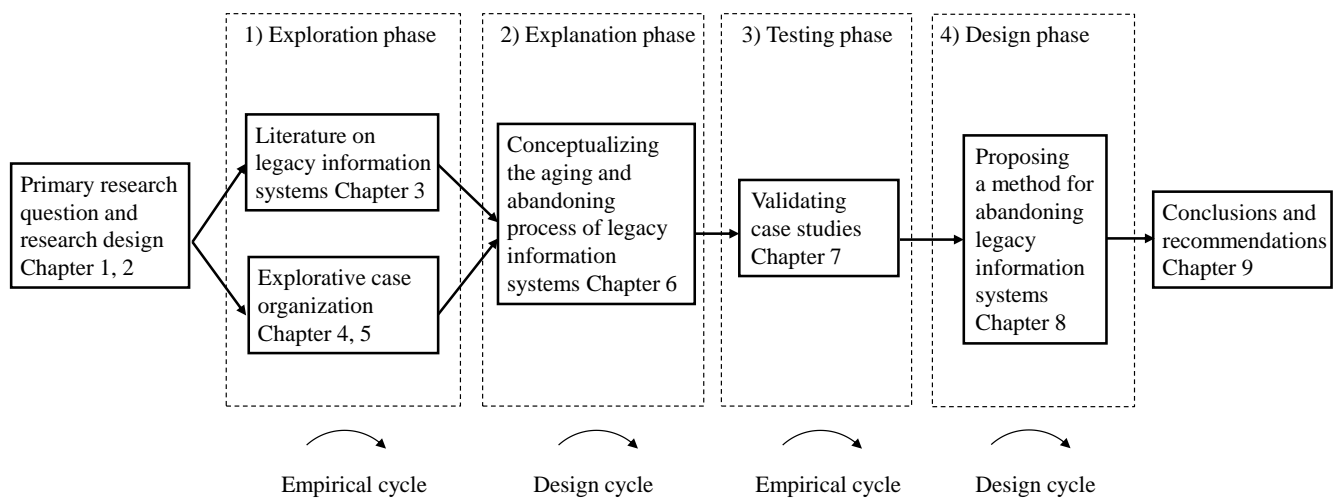 1) Exploration phase
2) Explanation phase
3) Testing phase
4) Design phase
Primary research
question and
research design
Chapter 1, 2
Literature on
legacy information
systems Chapter 3
Explorative case
organization
Chapter 4, 5
Conceptualizing
the aging and
abandoning
process of legacy
information
systems Chapter 6
Validating
case studies
Chapter 7
Proposing
a method for
abandoning
legacy
information
systems
Chapter 8
Conclusions and
recommendations
Chapter 9
Empirical cycle
Design cycle
Empirical cycle
Design cycle